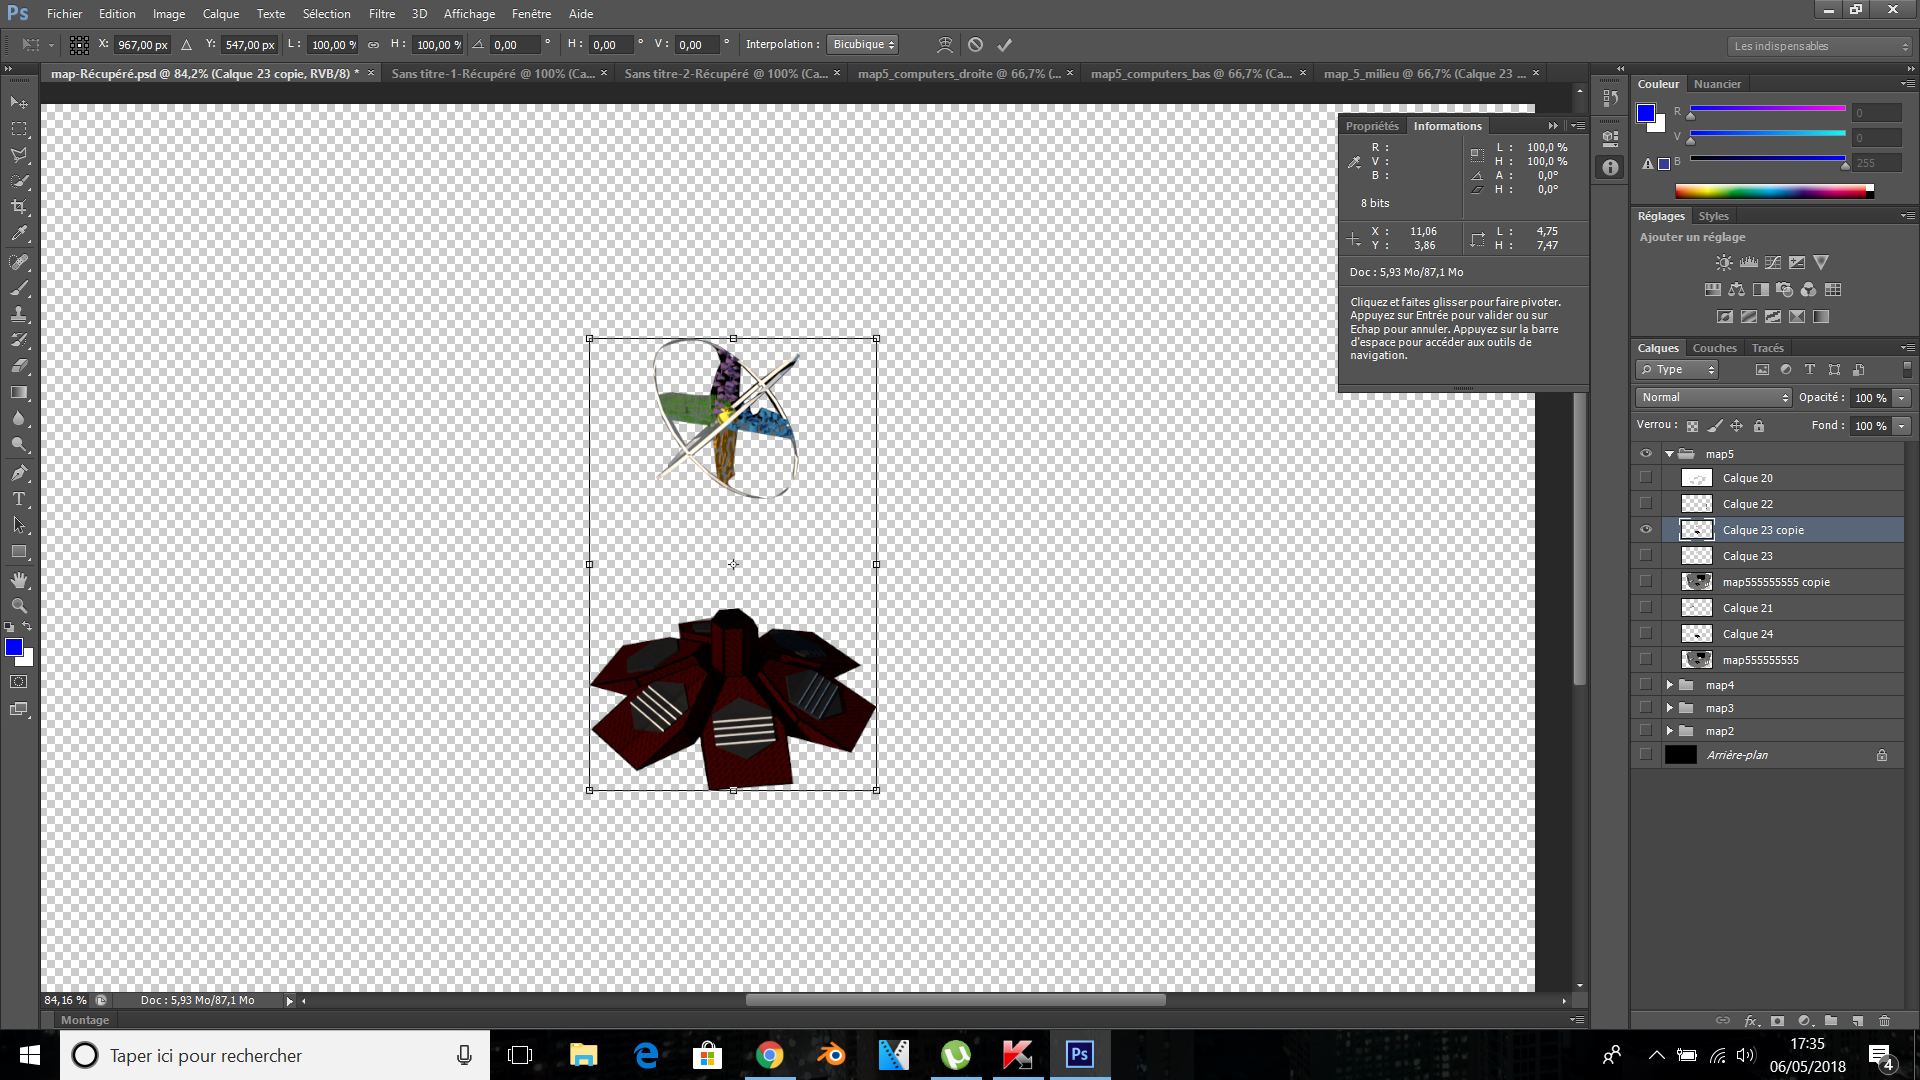 Ps Fichier Edition Image Calque Texte Sélection Filtre 3D Affichage Fenêtre Aide
X: 967,00 px Y: 547,00 px L : 100,00 % H : 100,00 % 0,00 ° H : 0,00 ° V : 0,00 ° Interpolation : Bicubique Les indispensables
map-Récupéré.psd @ 84,2% (Calque 23 copie, RVB/8) * × Sans titre-1-Récupéré @ 100% (Ca... × Sans titre-2-Récupéré @ 100% (Ca... × map5_computers_droite @ 66,7% (... × map5_computers_bas @ 66,7% (Ca... × map_5_milieu @ 66,7% (Calque 23 ... ×
Couleur Nuancier
R 0
V 0
B 255
Propriétés Informations
R :
V :
B :
L : 100,0 %
H : 100,0 %
A : 0,0°
H : 0,0°
8 bits
X : 11,06
Y : 3,86
L : 4,75
H : 7,47
Doc : 5,93 Mo/87,1 Mo
Cliquez et faites glisser pour faire pivoter.
Appuyez sur Entrée pour valider ou sur
Echap pour annuler. Appuyez sur la barre
d'espace pour accéder aux outils de
navigation.
Réglages Styles
Ajouter un réglage
Calques Couches Tracés
Type
Normal Opacité : 100 %
Verrou : Fond : 100 %
map5
Calque 20
Calque 22
Calque 23 copie
Calque 23
map555555555 copie
Calque 21
Calque 24
map555555555
map4
map3
map2
Arrière-plan
84,16 % Doc : 5,93 Mo/87,1 Mo
Montage
Taper ici pour rechercher
Ps
17:35
06/05/2018
4